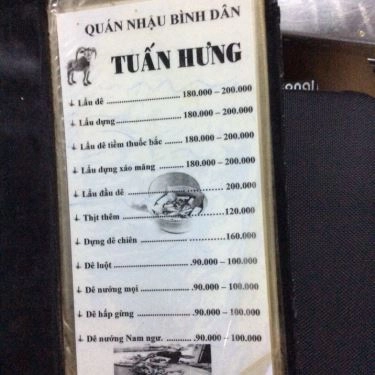 QUÁN NHẬU BÌNH DÂN
TUẤN HƯNG
Lẩu dê ........................ 180.000 – 200.000
Lẩu dựng ..................... 180.000 – 200.000
Lẩu dê tiềm thuốc bắc ...... 180.000 – 200.000
Lẩu dựng xáo măng ......... 180.000 – 200.000
Lẩu đầu dê ........................... 200.000
Thịt thêm .............................. 120.000
Dựng dê chiên ...................... 160.000
Dê luột ............................ .90.000 – 100.000
Dê nướng mọi .................. .90.000 – 100.000
Dê hấp gừng .................... .90.000 – 100.000
Dê nướng Nam ngư. ........ .90.000 – 100.000